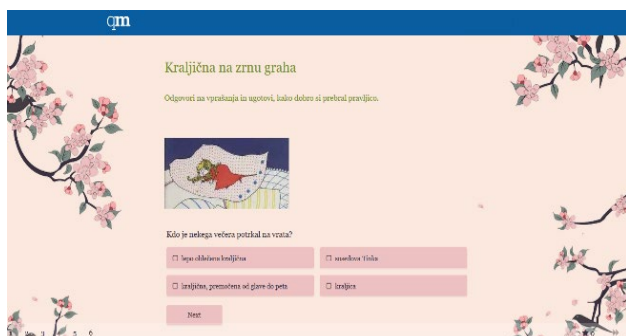 qm
Kraljična na zrnu graha
Odgovori na vprašanja in ugotovi, kako dobro si prebral pravljico.
Kdo je nekega večera potrkal na vrata?
lepo oblečena kraljična
sosedova Tinka
kraljična, premočena od glave do peta
kraljica
Next